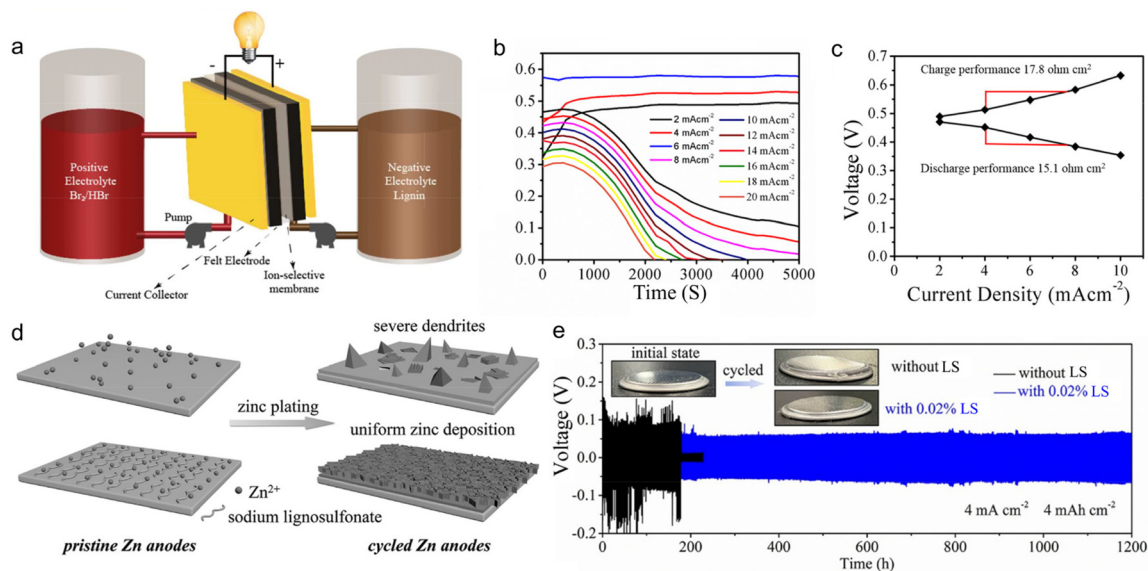 a
-
+
Positive
Electrolyte
Br₂/HBr
Negative
Electrolyte
Lignin
Pump
Felt Electrode
Ion-selective
membrane
Current Collector
b
0.6
0.5
0.4
0.3
0.2
0.1
0.0
2 mAcm⁻²
4 mAcm⁻²
6 mAcm⁻²
8 mAcm⁻²
10 mAcm⁻²
12 mAcm⁻²
14 mAcm⁻²
16 mAcm⁻²
18 mAcm⁻²
20 mAcm⁻²
0 1000 2000 3000 4000 5000
Time (S)
c
Voltage (V)
0.7
0.6
0.5
0.4
0.3
0.2
0.1
0.0
Charge performance 17.8 ohm cm²
Discharge performance 15.1 ohm cm²
0 2 4 6 8 10
Current Density (mAcm⁻²)
d
severe dendrites
zinc plating
uniform zinc deposition
Zn²⁺
sodium lignosulfonate
pristine Zn anodes
cycled Zn anodes
e
Voltage (V)
0.3
0.2
0.1
0.0
-0.1
-0.2
initial state
cycled
without LS
with 0.02% LS
without LS
with 0.02% LS
4 mA cm⁻² 4 mAh cm⁻²
0 200 400 600 800 1000 1200
Time (h)